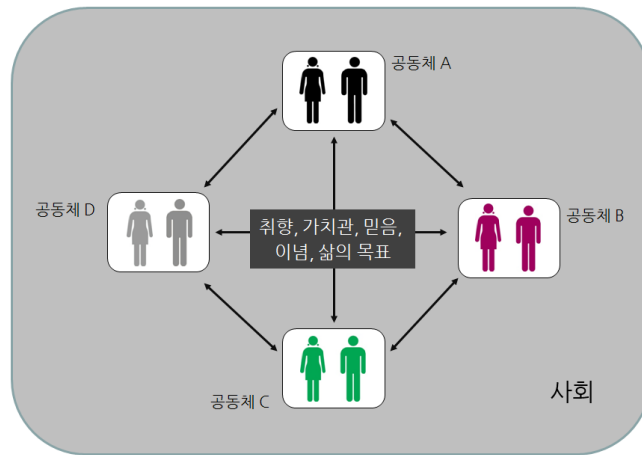 공동체 A
공동체 D
취향, 가치관, 믿음,
이념, 삶의 목표
공동체 B
공동체 C
사회